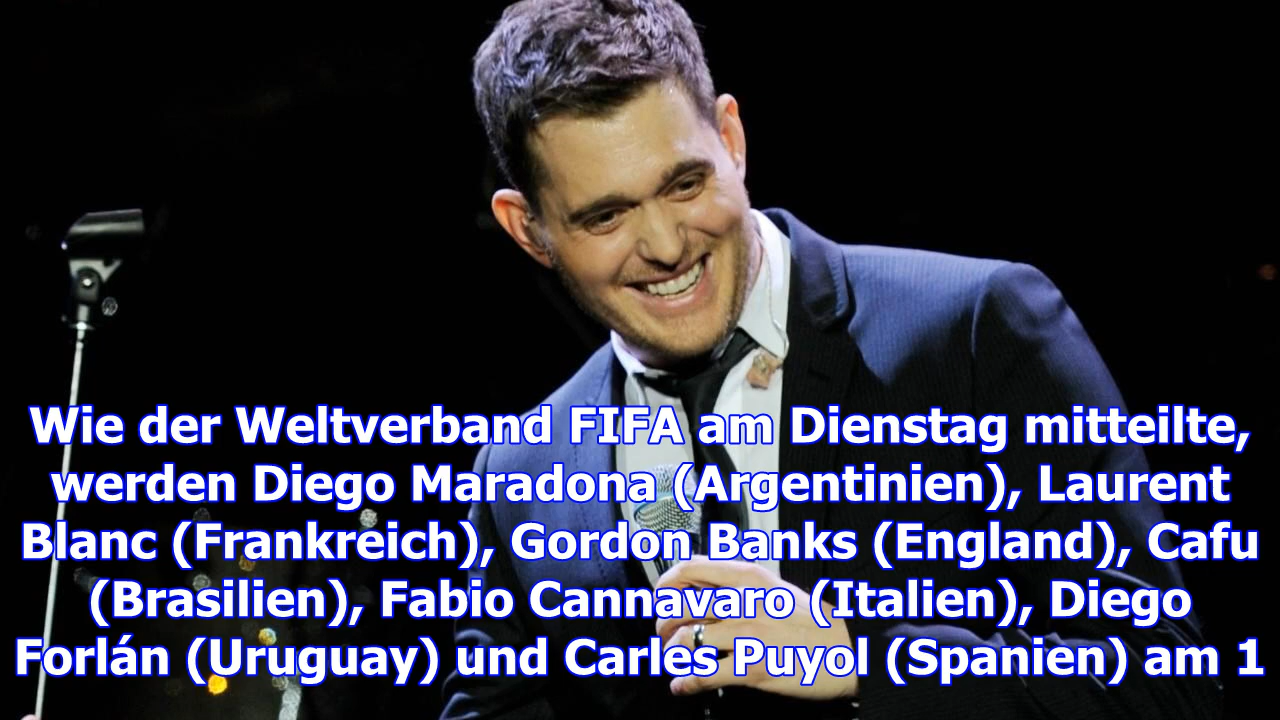 Wie der Weltverband FIFA am Dienstag mitteilte,
werden Diego Maradona (Argentinien), Laurent
Blanc (Frankreich), Gordon Banks (England), Cafu
(Brasilien), Fabio Cannavaro (Italien), Diego
Forlán (Uruguay) und Carles Puyol (Spanien) am 1